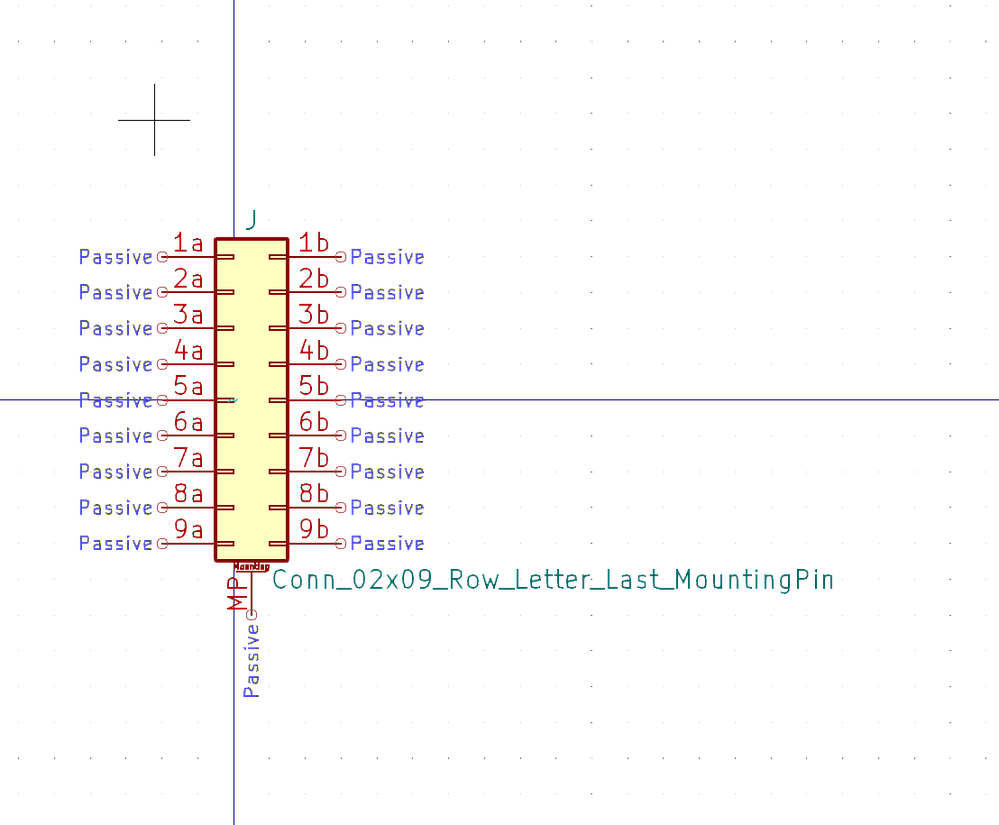 J
Passive 1a 1b Passive
Passive 2a 2b Passive
Passive 3a 3b Passive
Passive 4a 4b Passive
Passive 5a 5b Passive
Passive 6a 6b Passive
Passive 7a 7b Passive
Passive 8a 8b Passive
Passive 9a 9b Passive
Mounting
MP
Conn_02x09_Row_Letter_Last_MountingPin
Passive